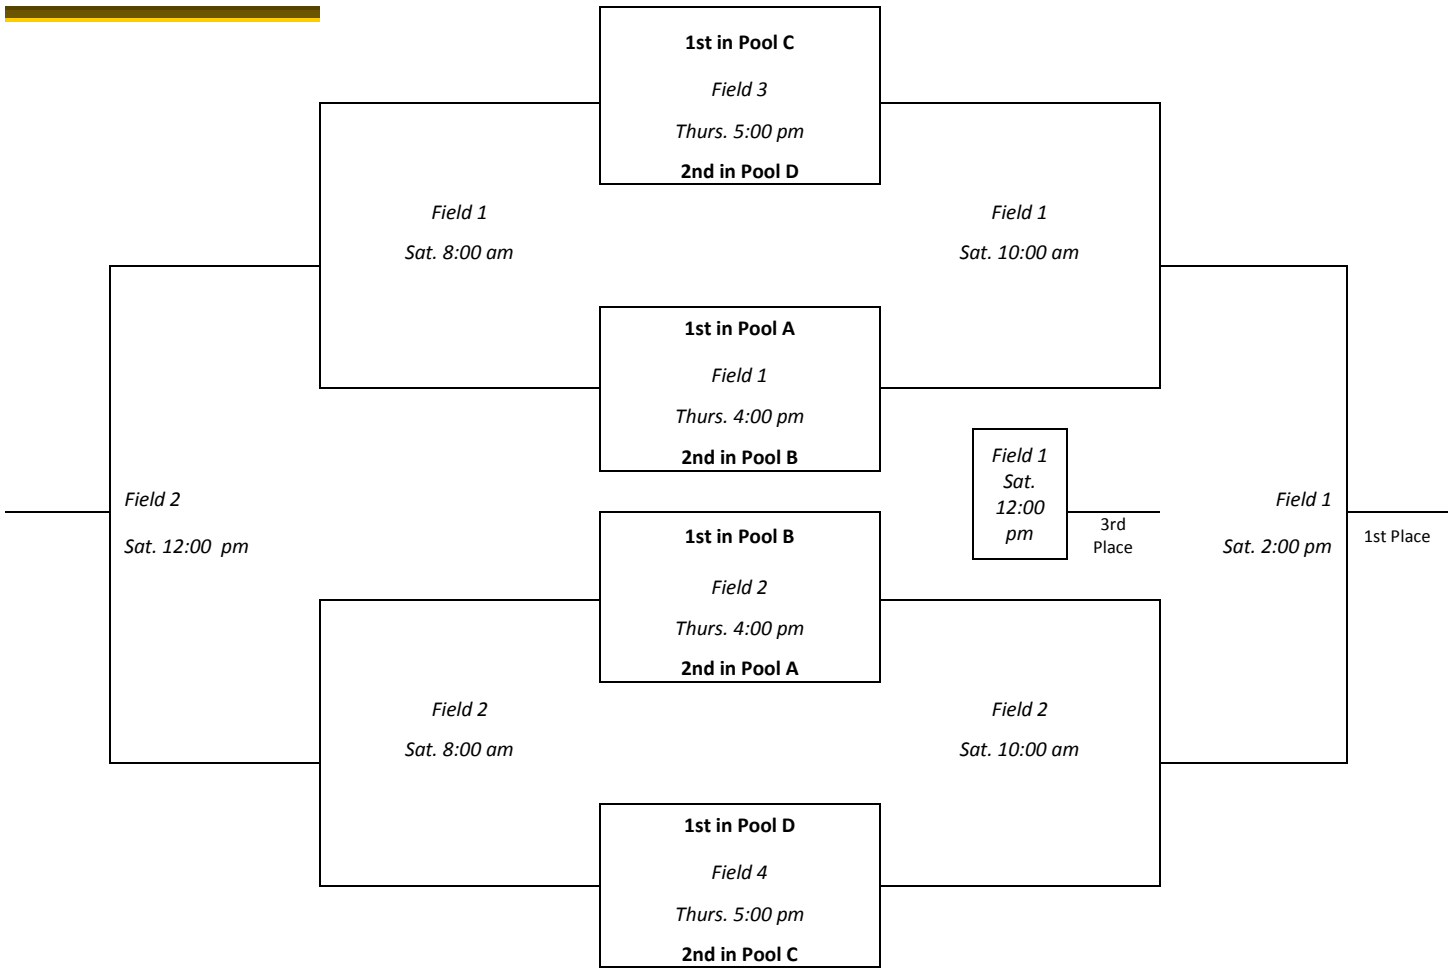 1st in Pool C
Field 3
Thurs. 5:00 pm
2nd in Pool D
Field 1
Sat. 8:00 am
Field 1
Sat. 10:00 am
1st in Pool A
Field 1
Thurs. 4:00 pm
2nd in Pool B
Field 1
Sat.
12:00
pm
3rd
Place
Field 2
Sat. 12:00  pm
Field 1
Sat. 2:00 pm
1st Place
1st in Pool B
Field 2
Thurs. 4:00 pm
2nd in Pool A
Field 2
Sat. 8:00 am
Field 2
Sat. 10:00 am
1st in Pool D
Field 4
Thurs. 5:00 pm
2nd in Pool C